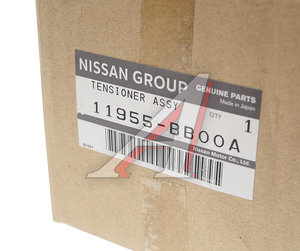 NISSAN GROUP GENUINE PARTS
Made in Japan
TENSIONER ASSY
QTY
11955-BB00A 1
Nissan Motor Co., Ltd.